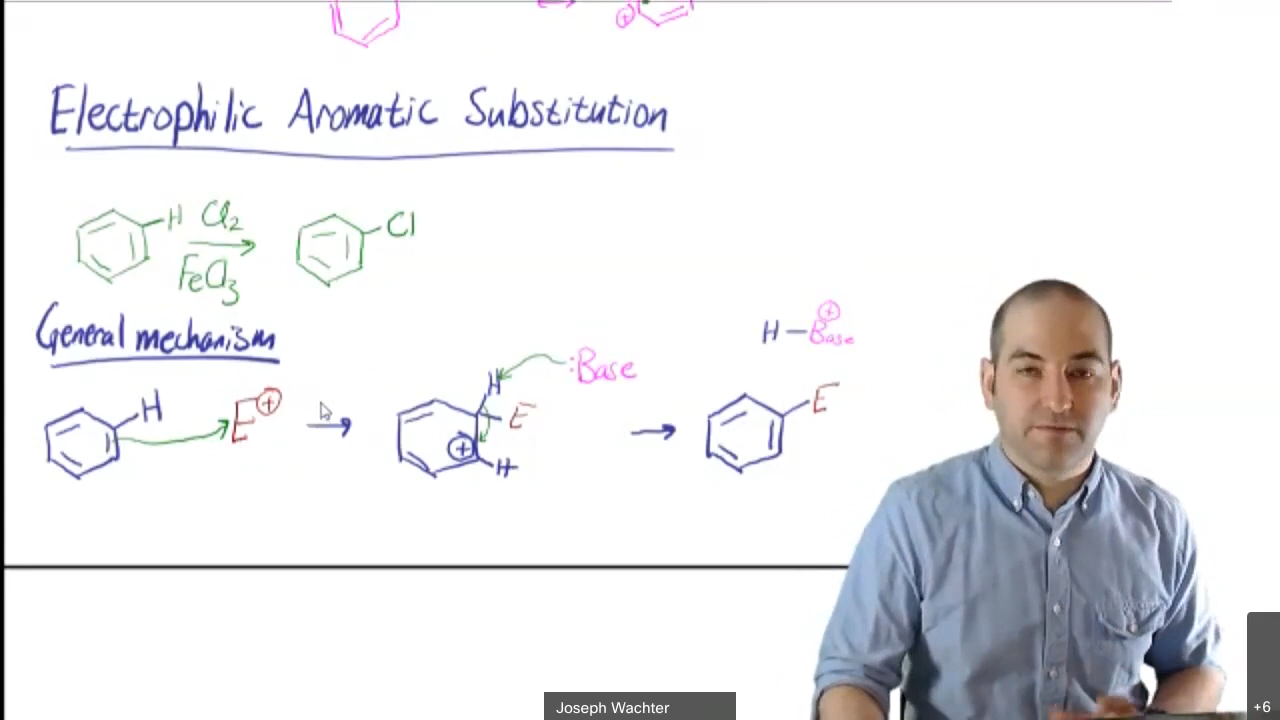 ⊕
Electrophilic Aromatic Substitution
H Cl2 Cl
FeCl3
General mechanism
H—Base ⊕
H E⊕ H :Base E
E ⊕ H
Joseph Wachter
+6